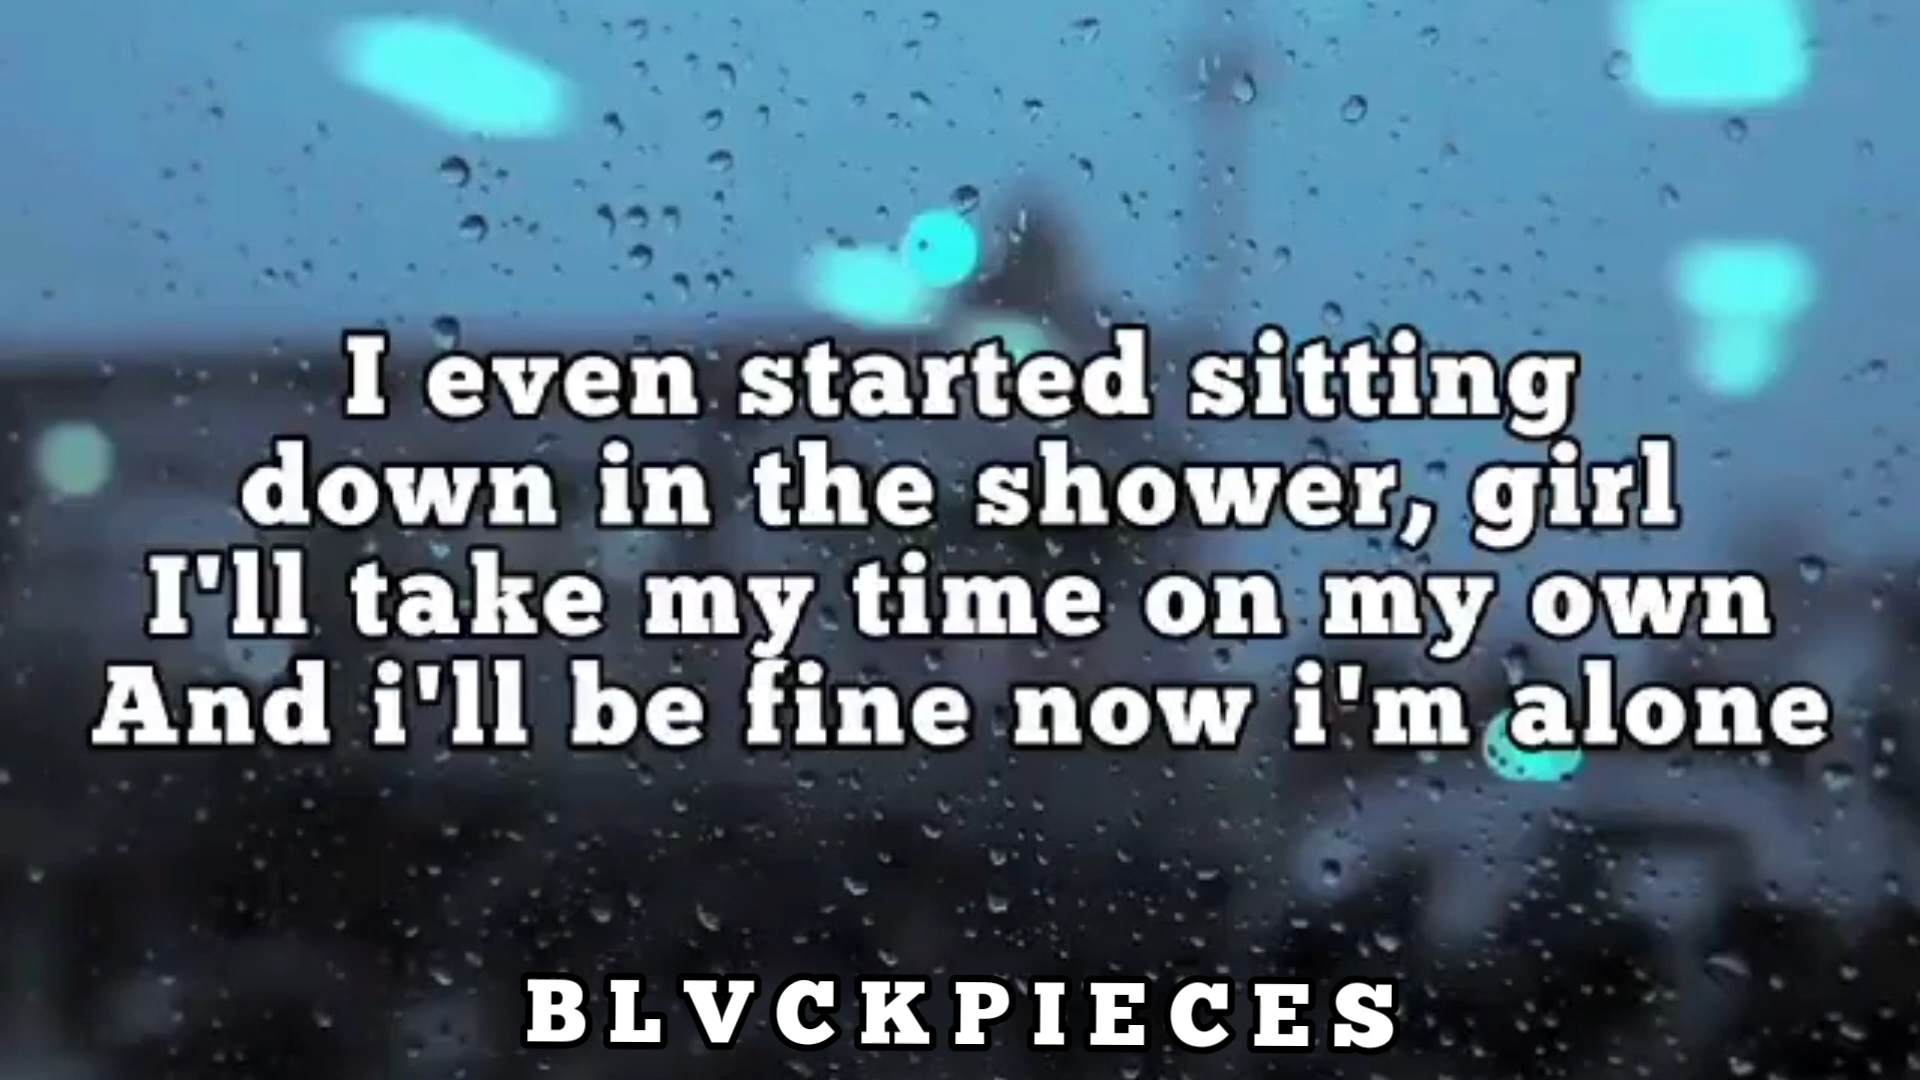 I even started sitting
down in the shower, girl
I'll take my time on my own
And i'll be fine now i'm alone
BLVCKPIECES